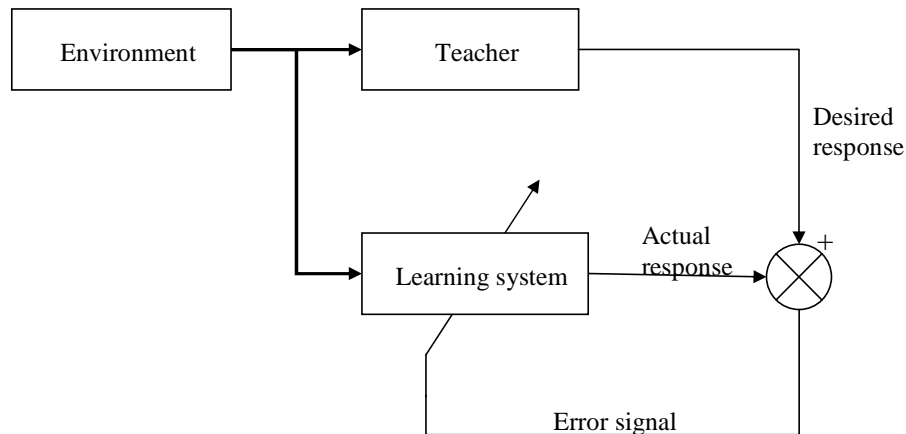 Environment
Teacher
Desired
response
+
Actual
response
Learning system
Error signal